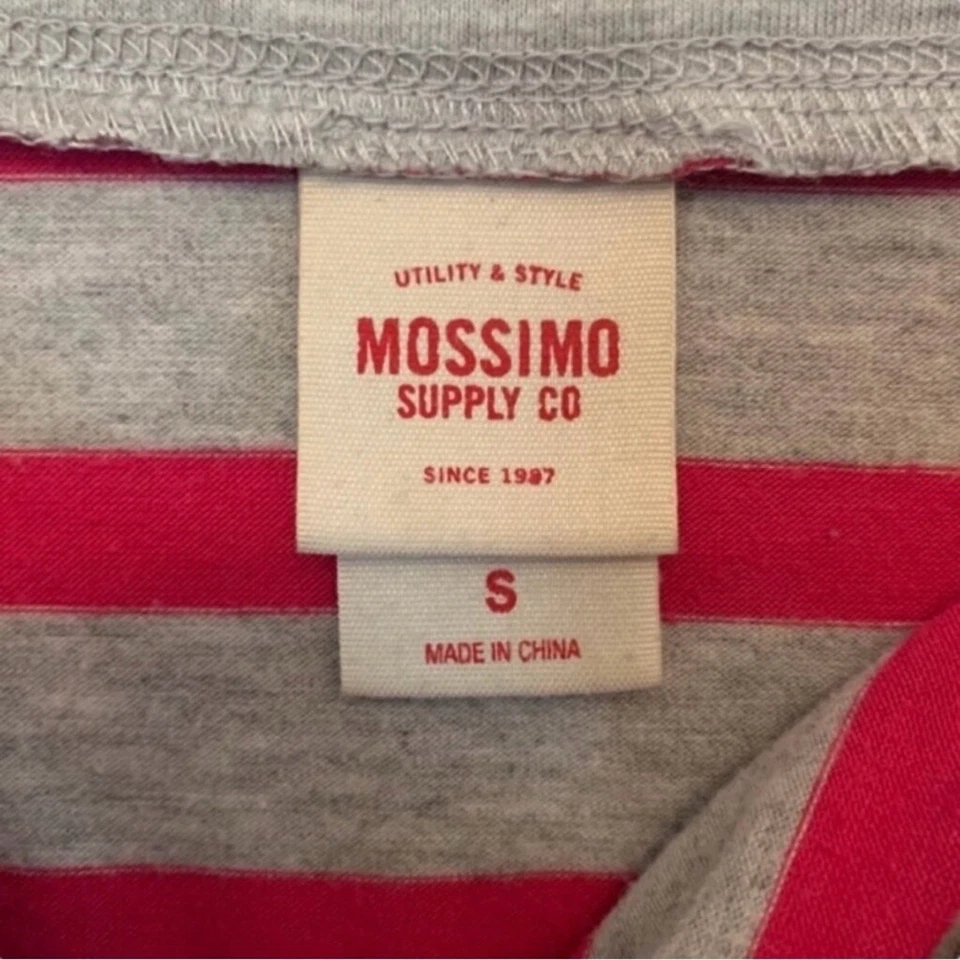 UTILITY & STYLE
MOSSIMO
SUPPLY CO
SINCE 1987
S
MADE IN CHINA